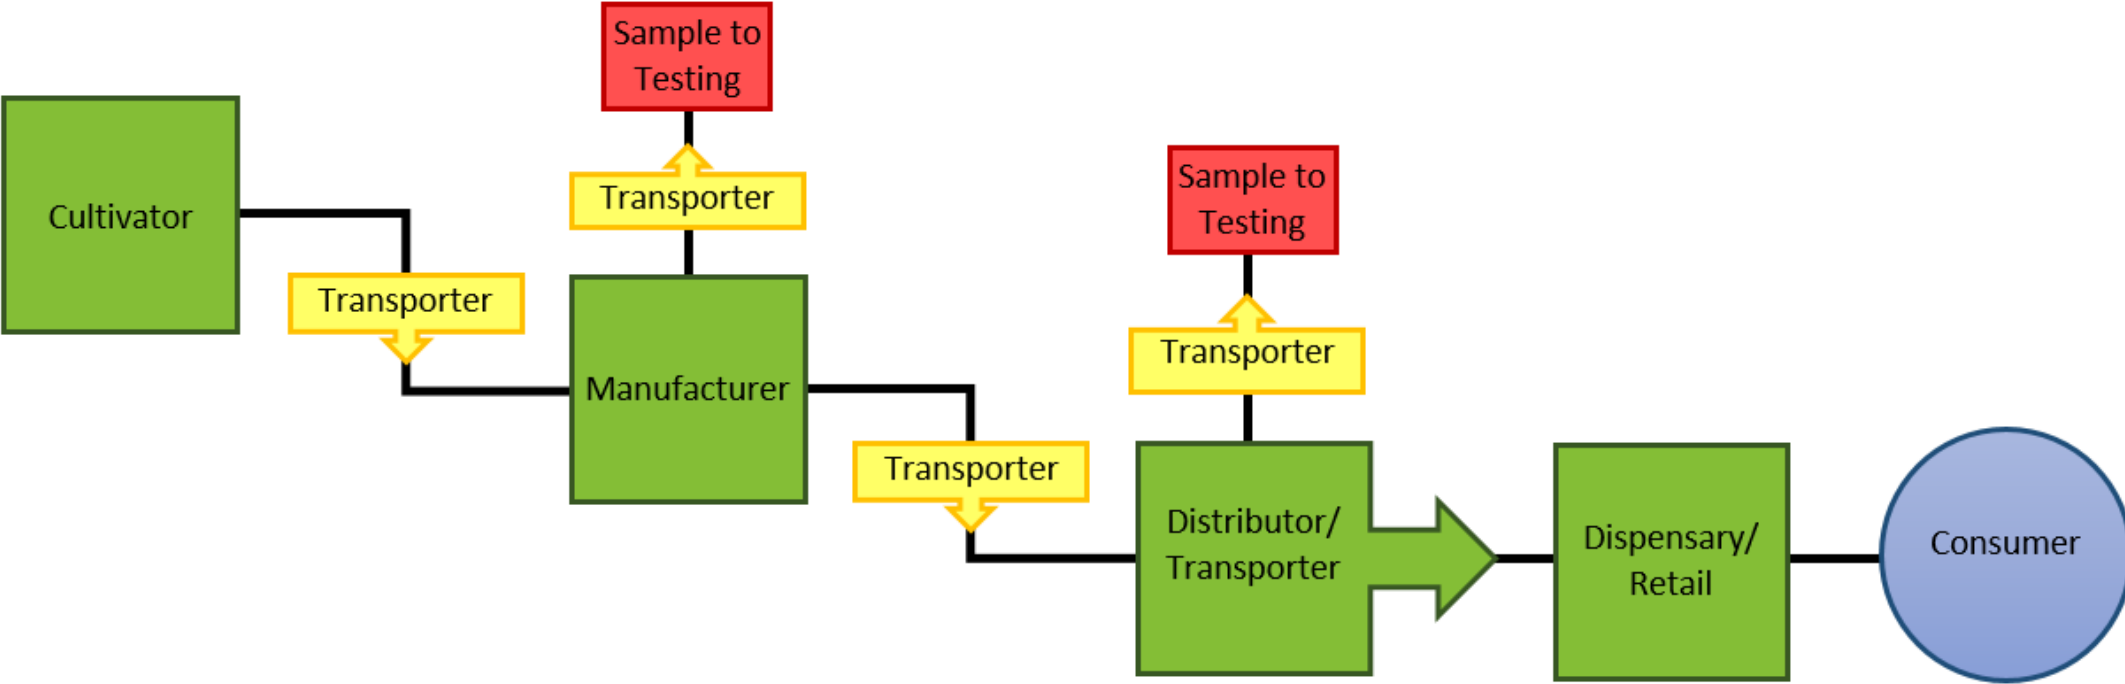 Sample to
Testing
Cultivator
Transporter
Transporter
Manufacturer
Sample to
Testing
Transporter
Transporter
Distributor/
Transporter
Dispensary/
Retail
Consumer